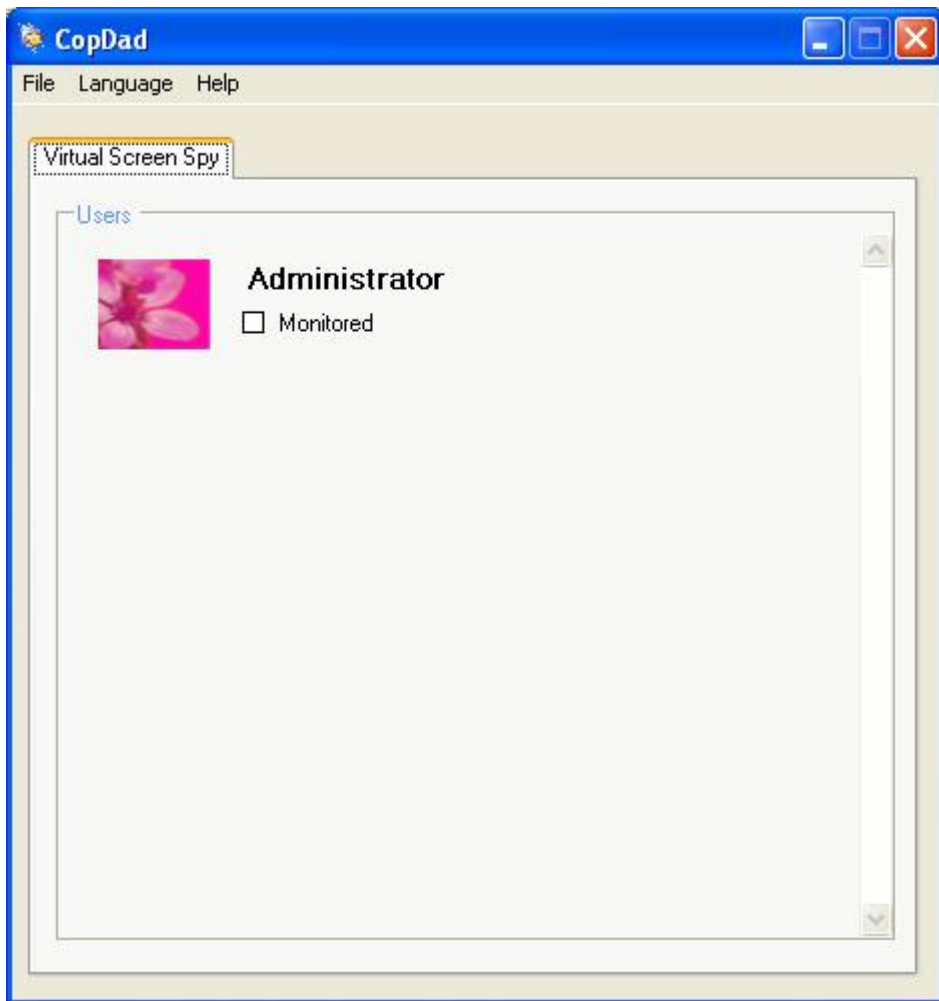 CopDad
File Language Help
Virtual Screen Spy
Users
Administrator
Monitored